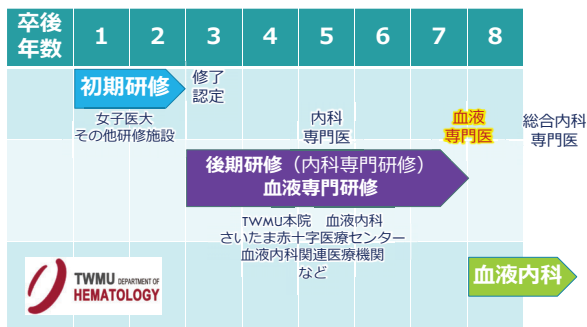 卒後
年数
1 2 3 4 5 6 7 8
初期研修
修了
認定
女子医大
その他研修施設
内科
専門医
血液
専門医
総合内科
専門医
後期研修（内科専門研修）
血液専門研修
TWMU本院　血液内科
さいたま赤十字医療センター
血液内科関連医療機関
など
TWMU DEPARTMENT OF
HEMATOLOGY
血液内科